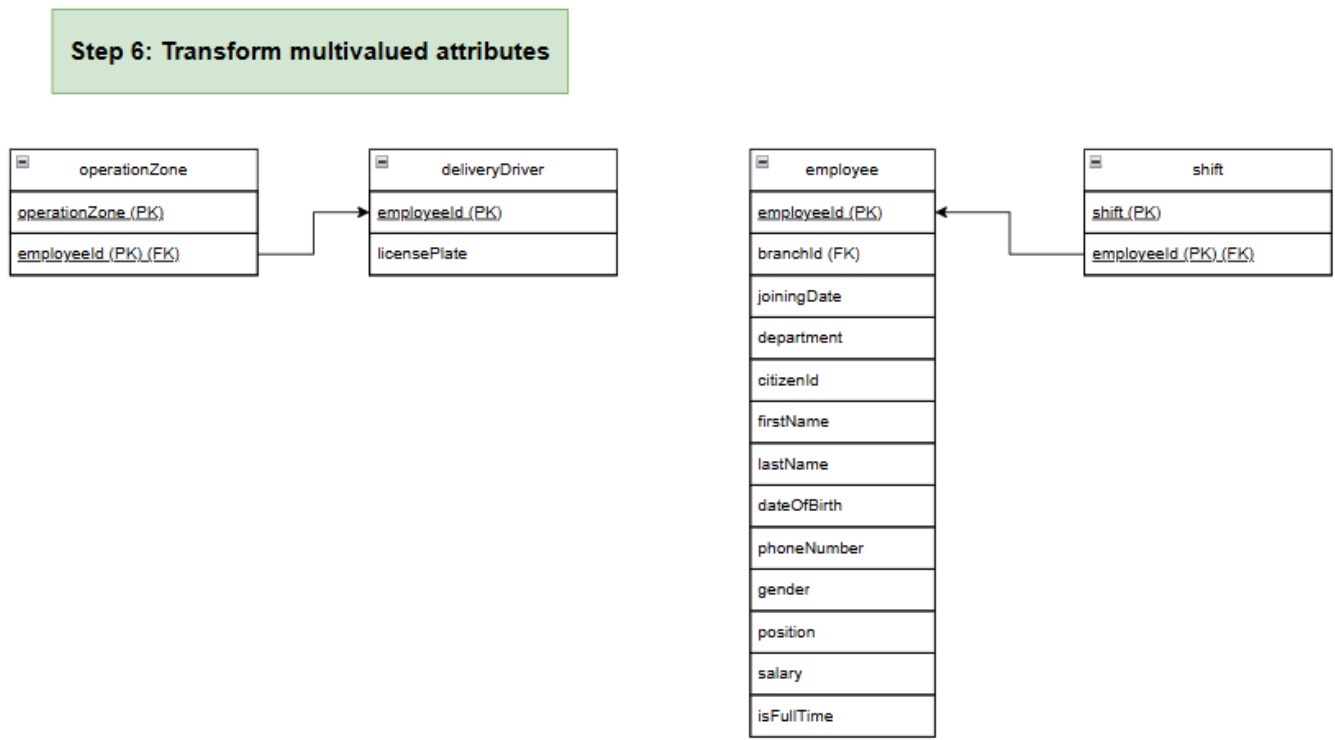 Step 6: Transform multivalued attributes
operationZone
operationZone (PK)
employeeId (PK) (FK)
deliveryDriver
employeeId (PK)
licensePlate
employee
employeeId (PK)
branchId (FK)
joiningDate
department
citizenId
firstName
lastName
dateOfBirth
phoneNumber
gender
position
salary
isFullTime
shift
shift (PK)
employeeId (PK) (FK)